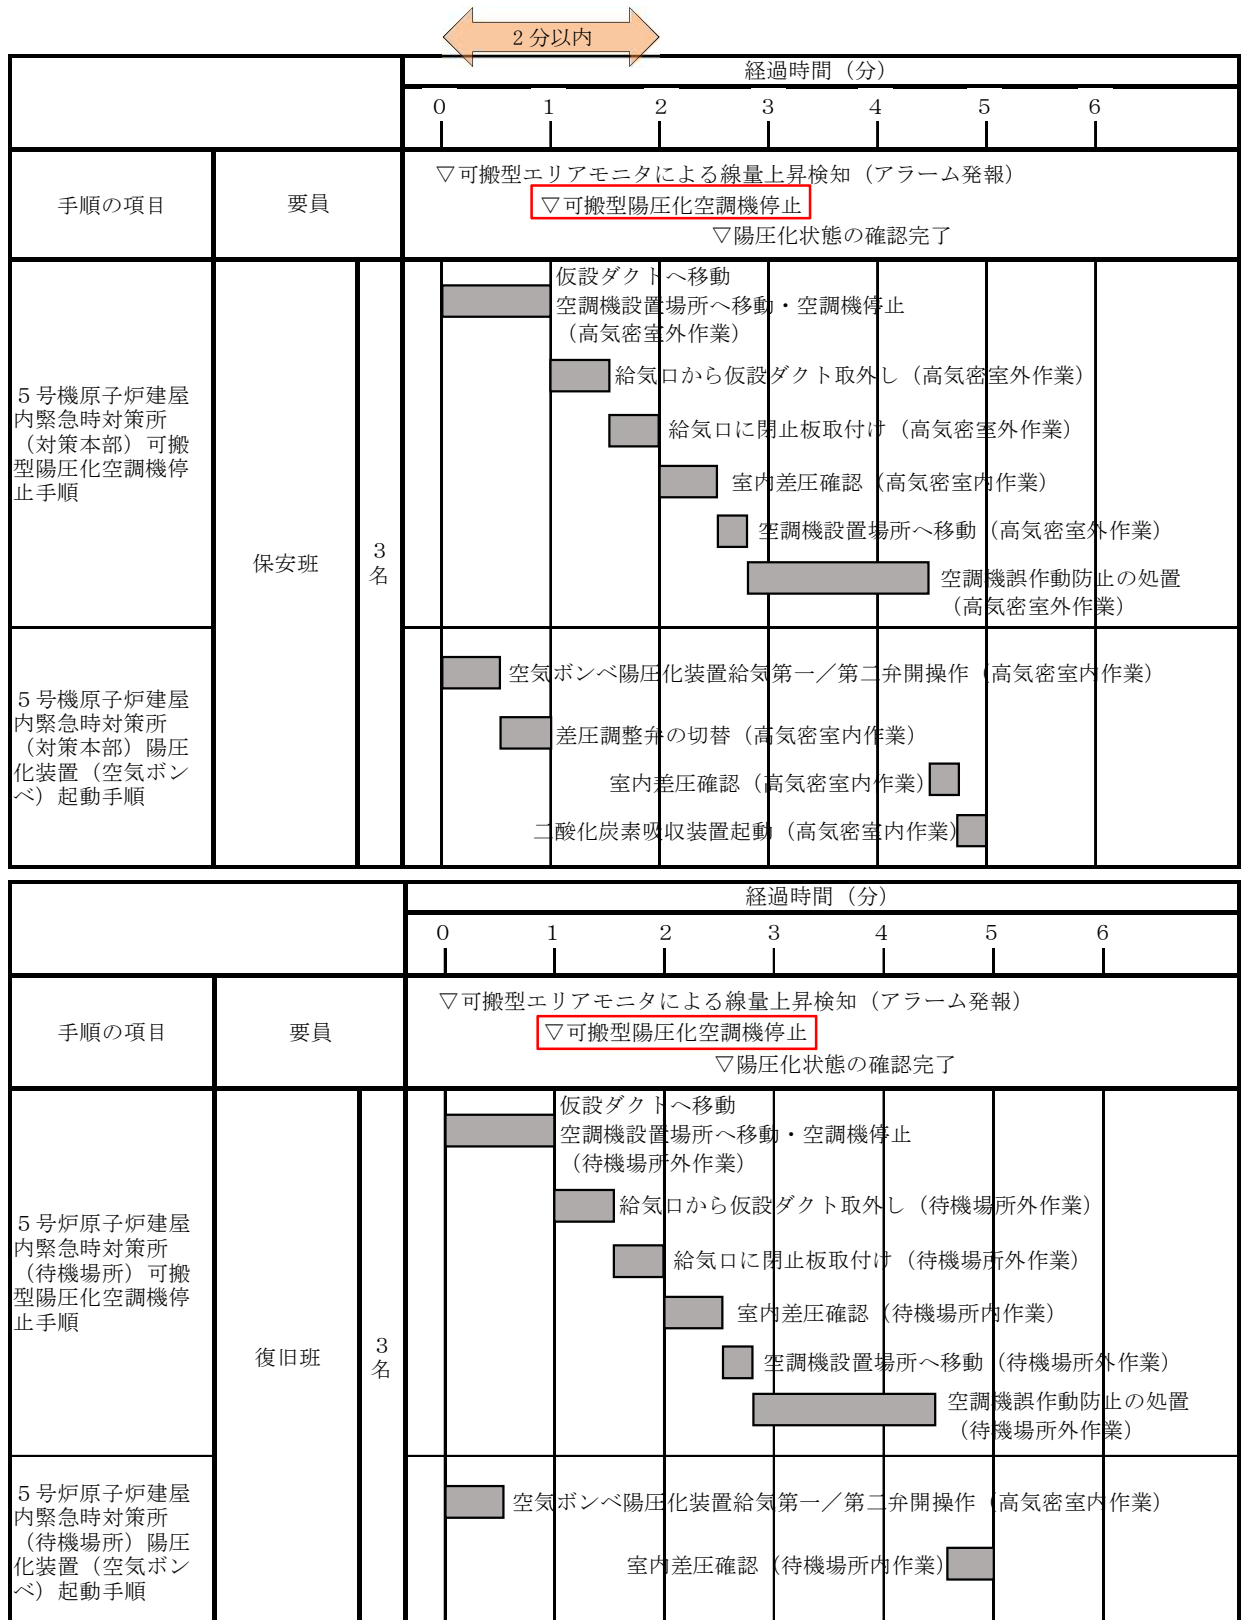 ２分以内
経過時間（分）
0 1 2 3 4 5 6
手順の項目
要員
▽可搬型エリアモニタによる線量上昇検知（アラーム発報）
▽可搬型陽圧化空調機停止
▽陽圧化状態の確認完了
５号機原子炉建屋
内緊急時対策所
（対策本部）可搬
型陽圧化空調機停
止手順
保安班
３
名
仮設ダクトへ移動
空調機設置場所へ移動・空調機停止
（高気密室外作業）
給気口から仮設ダクト取外し（高気密室外作業）
給気口に閉止板取付け（高気密室外作業）
室内差圧確認（高気密室内作業）
空調機設置場所へ移動（高気密室外作業）
空調機誤作動防止の処置
（高気密室外作業）
５号機原子炉建屋
内緊急時対策所
（対策本部）陽圧
化装置（空気ボン
ベ）起動手順
空気ボンベ陽圧化装置給気第一／第二弁開操作（高気密室内作業）
差圧調整弁の切替（高気密室内作業）
室内差圧確認（高気密室内作業）
二酸化炭素吸収装置起動（高気密室内作業）
経過時間（分）
0 1 2 3 4 5 6
手順の項目
要員
▽可搬型エリアモニタによる線量上昇検知（アラーム発報）
▽可搬型陽圧化空調機停止
▽陽圧化状態の確認完了
５号炉原子炉建屋
内緊急時対策所
（待機場所）可搬
型陽圧化空調機停
止手順
復旧班
３
名
仮設ダクトへ移動
空調機設置場所へ移動・空調機停止
（待機場所外作業）
給気口から仮設ダクト取外し（待機場所外作業）
給気口に閉止板取付け（待機場所外作業）
室内差圧確認（待機場所内作業）
空調機設置場所へ移動（待機場所外作業）
空調機誤作動防止の処置
（待機場所外作業）
５号炉原子炉建屋
内緊急時対策所
（待機場所）陽圧
化装置（空気ボン
ベ）起動手順
空気ボンベ陽圧化装置給気第一／第二弁開操作（高気密室内作業）
室内差圧確認（待機場所内作業）